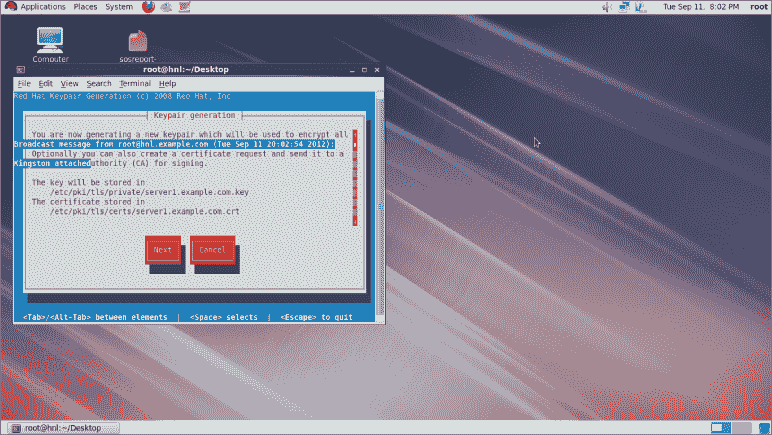 Applications Places System
Tue Sep 11, 8:02 PM root
Computer
sosreport-
root@hnl:~/Desktop
File Edit View Search Terminal Help
Red Hat Keypair Generation (c) 2008 Red Hat, Inc
Keypair generation
You are now generating a new keypair which will be used to encrypt all
Broadcast message from root@hnl.example.com (Tue Sep 11 20:02:54 2012):
Optionally you can also create a certificate request and send it to a
Kingston attached uthority (CA) for signing.
The key will be stored in
/etc/pki/tls/private/server1.example.com.key
The certificate stored in
/etc/pki/tls/certs/server1.example.com.crt
Next Cancel
<Tab>/<Alt-Tab> between elements | <Space> selects | <Escape> to quit
root@hnl:~/Desktop